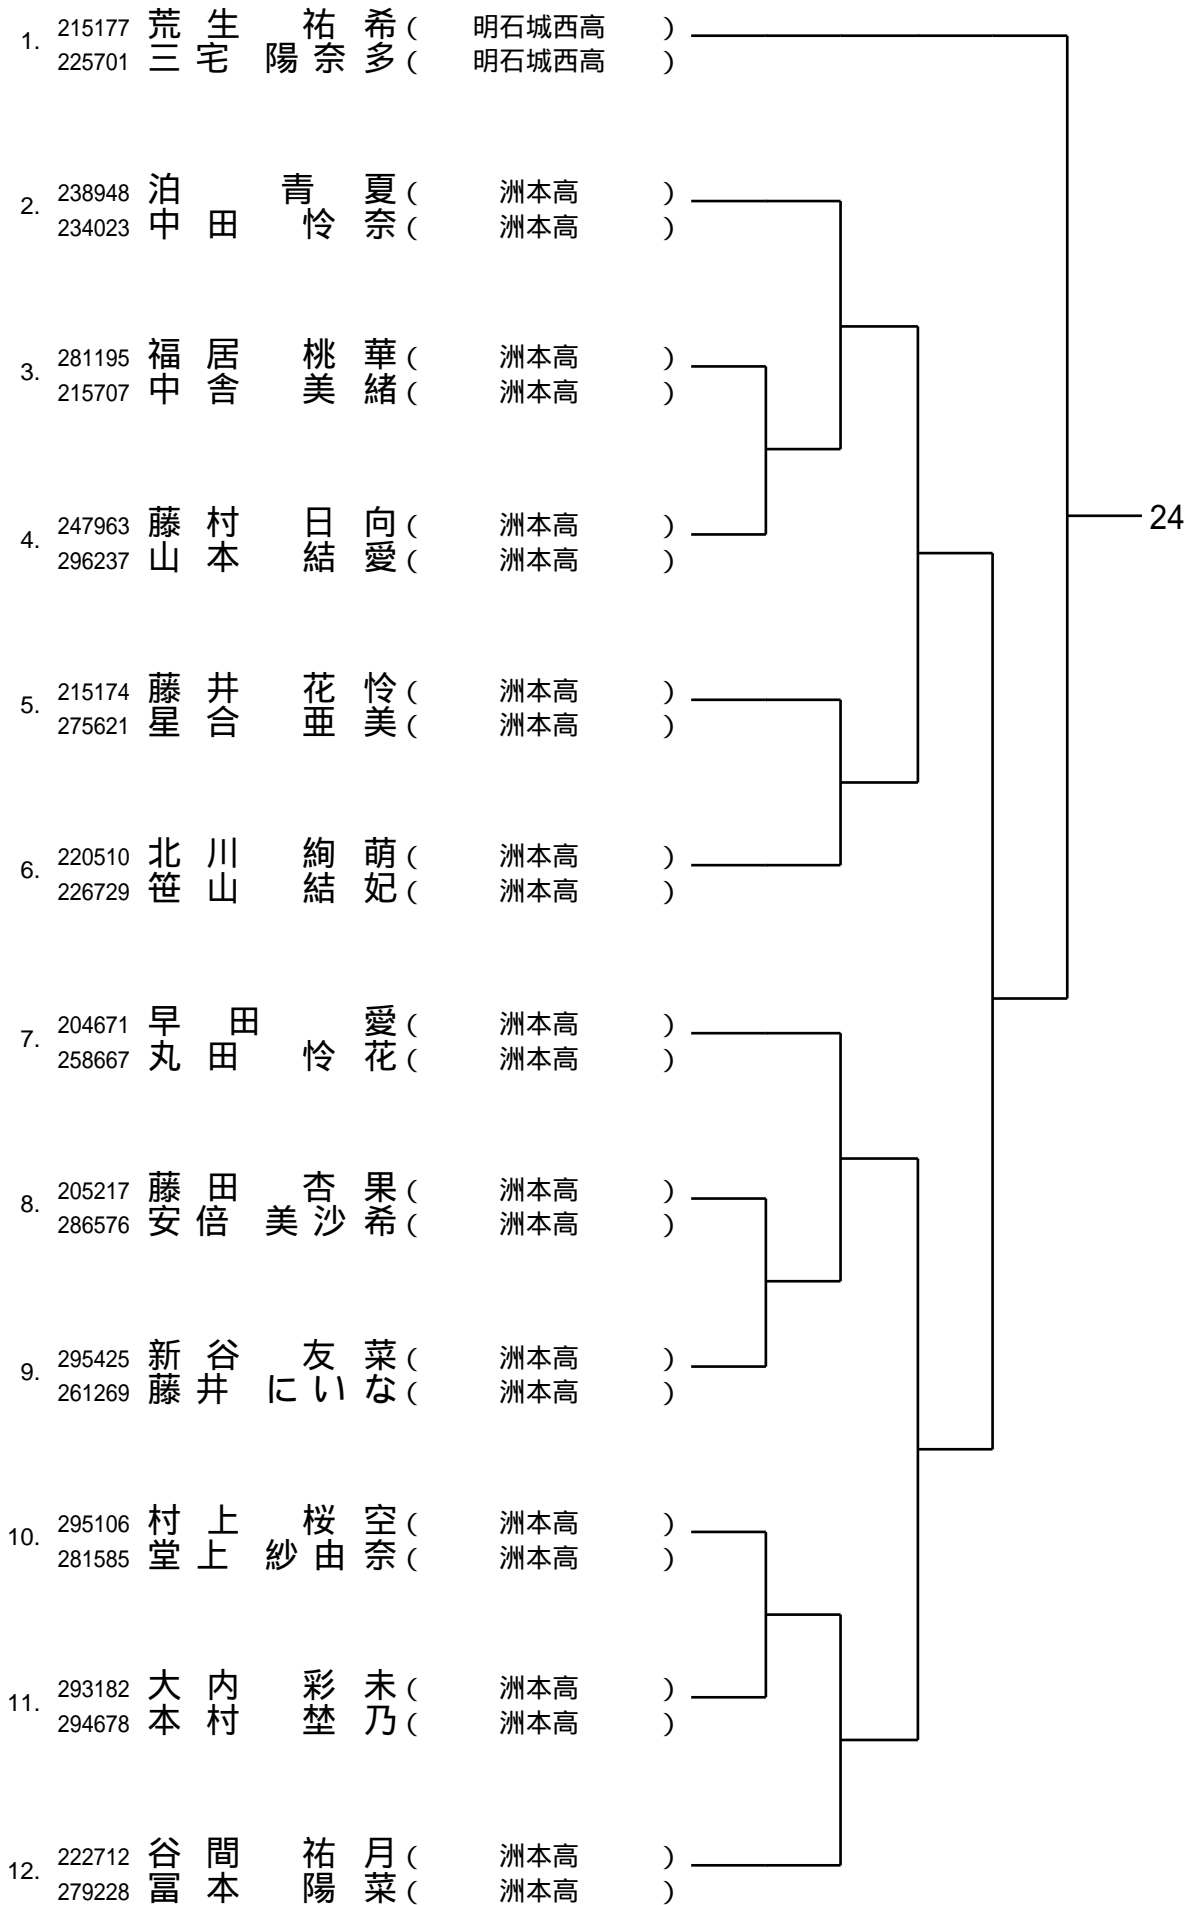 1. 215177 荒生 祐希 ( 明石城西高 )
225701 三宅 陽奈多 ( 明石城西高 )
2. 238948 泊 青夏 ( 洲本高 )
234023 中田 怜奈 ( 洲本高 )
3. 281195 福居 桃華 ( 洲本高 )
215707 中舎 美緒 ( 洲本高 )
24
4. 247963 藤村 日向 ( 洲本高 )
296237 山本 結愛 ( 洲本高 )
5. 215174 藤井 花怜 ( 洲本高 )
275621 星合 亜美 ( 洲本高 )
6. 220510 北川 絢萌 ( 洲本高 )
226729 笹山 結妃 ( 洲本高 )
7. 204671 早田 愛 ( 洲本高 )
258667 丸田 怜花 ( 洲本高 )
8. 205217 藤田 杏果 ( 洲本高 )
286576 安倍 美沙希 ( 洲本高 )
9. 295425 新谷 友菜 ( 洲本高 )
261269 藤井 にいな ( 洲本高 )
10. 295106 村上 桜空 ( 洲本高 )
281585 堂上 紗由奈 ( 洲本高 )
11. 293182 大内 彩未 ( 洲本高 )
294678 本村 埜乃 ( 洲本高 )
12. 222712 谷間 祐月 ( 洲本高 )
279228 冨本 陽菜 ( 洲本高 )